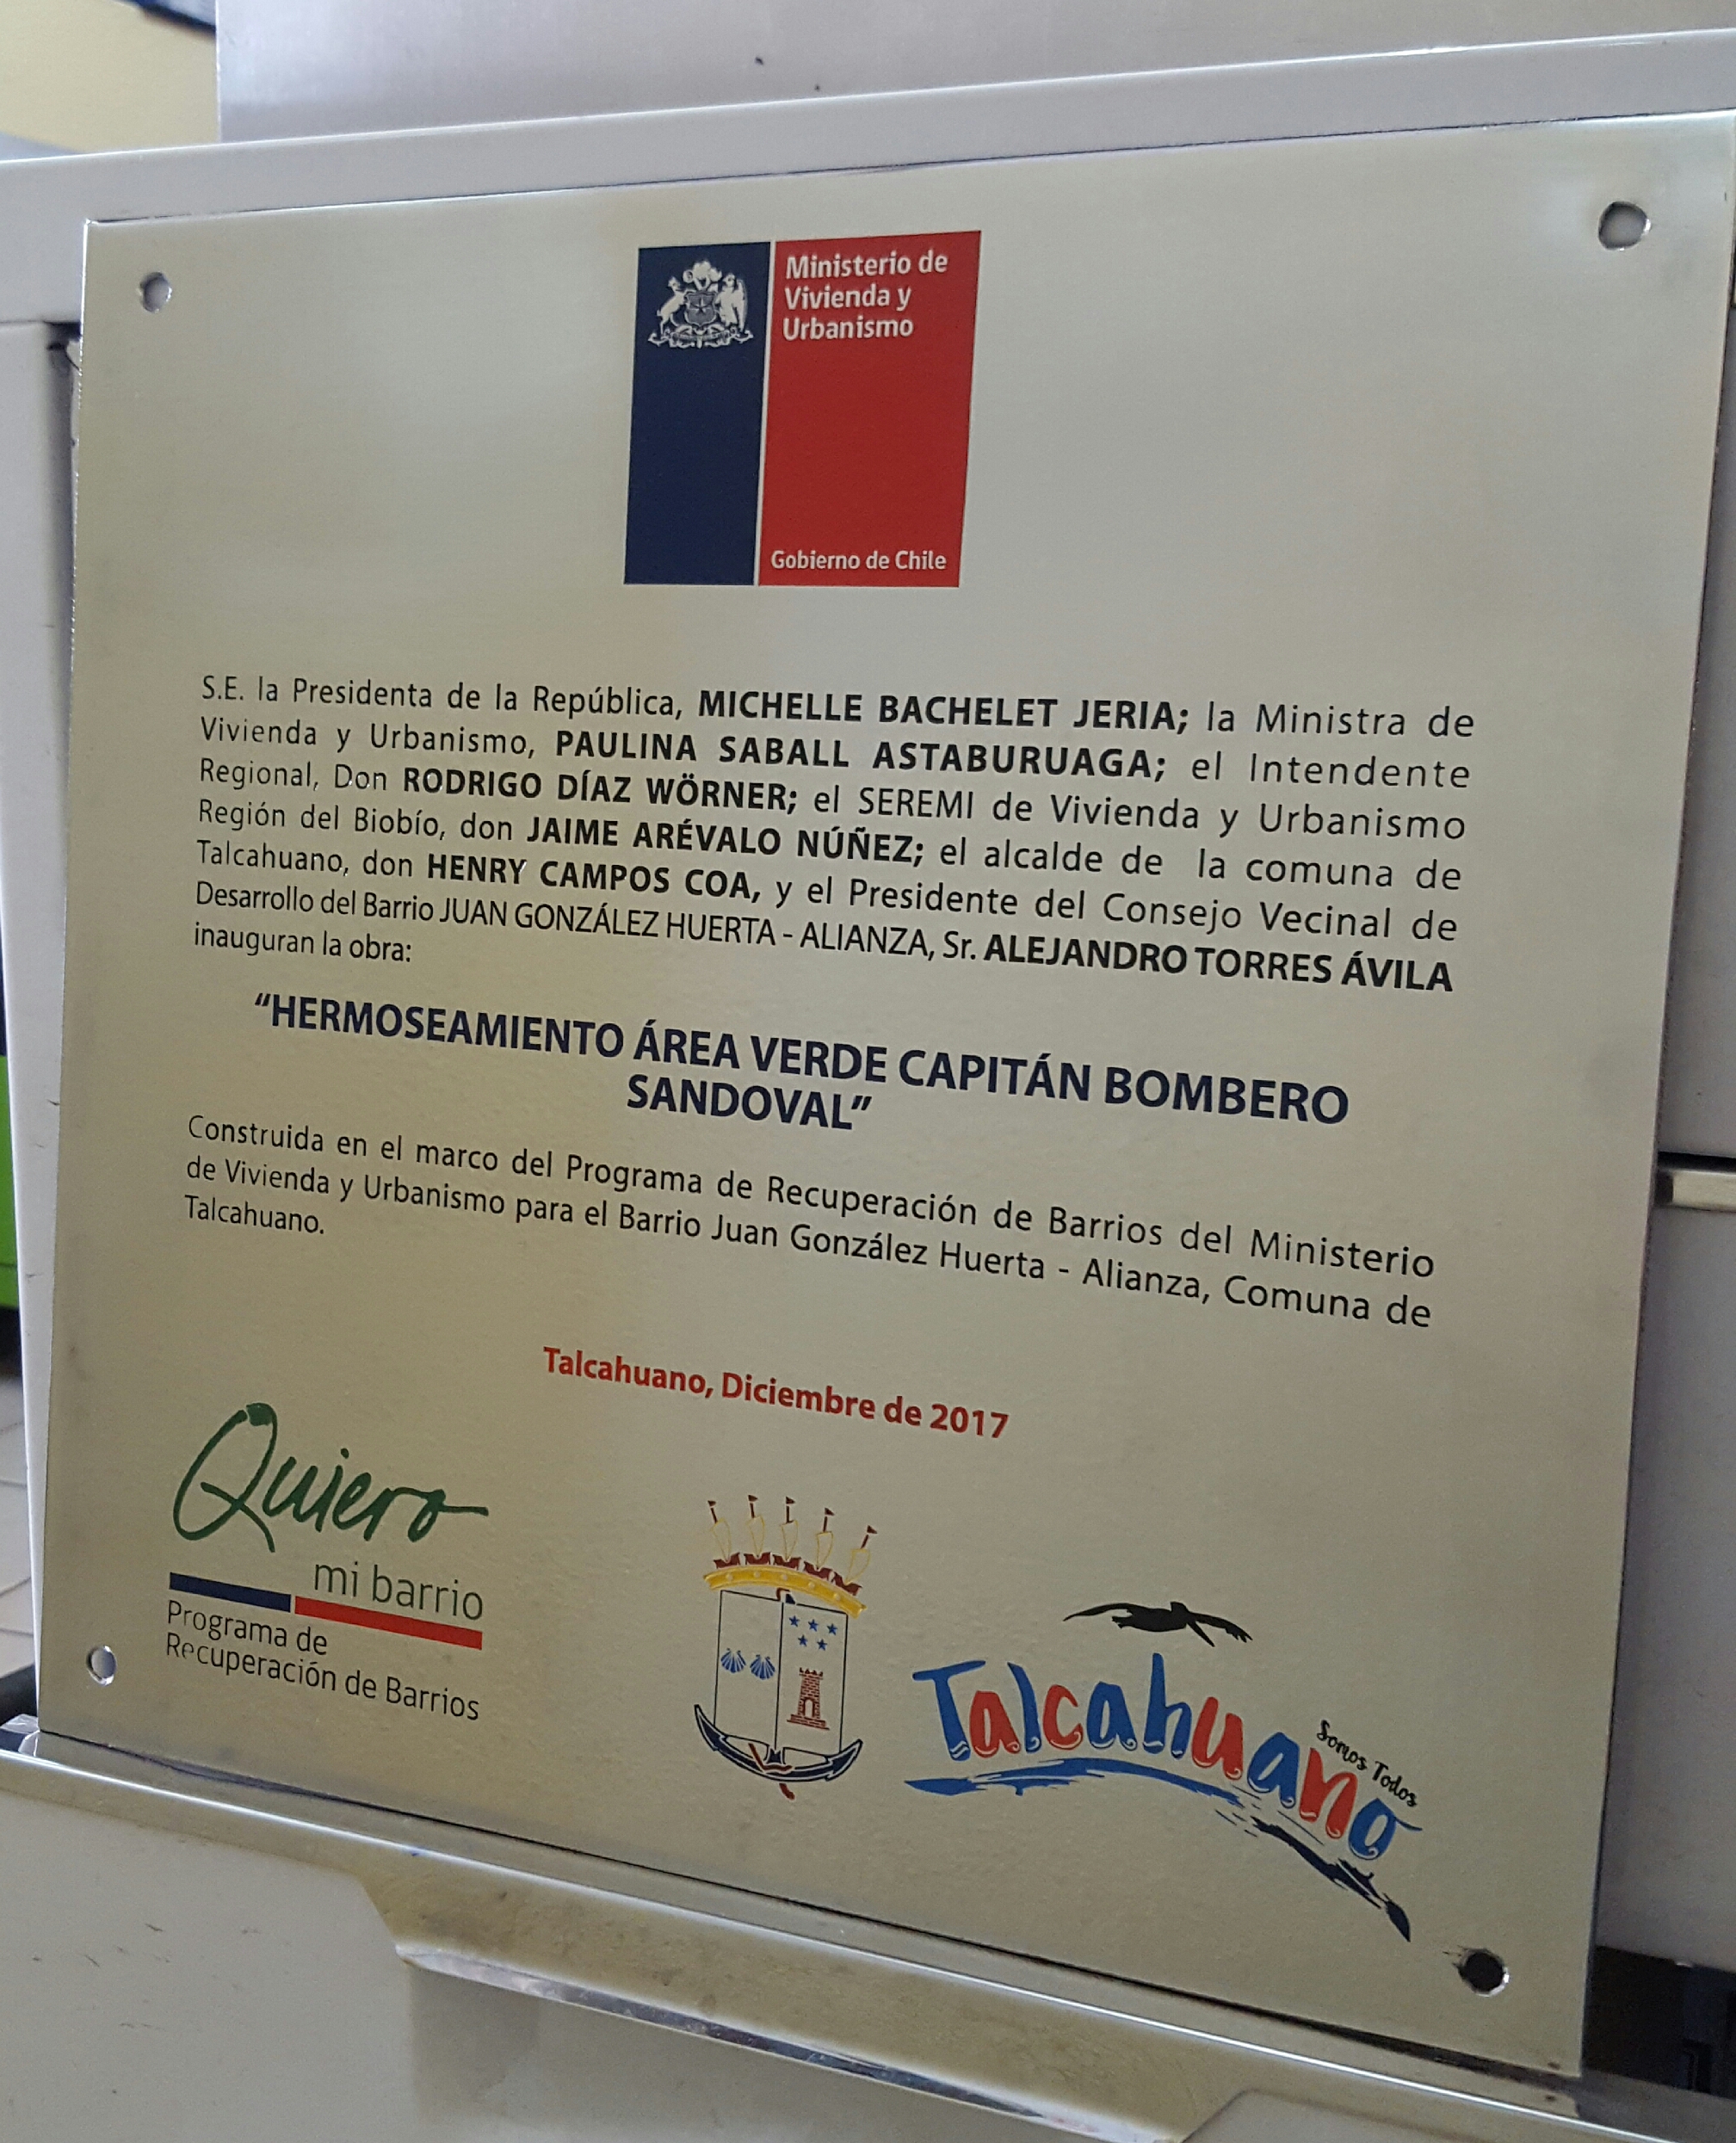 Ministerio de
Vivienda y
Urbanismo
Gobierno de Chile
S.E. la Presidenta de la República, MICHELLE BACHELET JERIA; la Ministra de
Vivienda y Urbanismo, PAULINA SABALL ASTABURUAGA; el Intendente
Regional, Don RODRIGO DÍAZ WÖRNER; el SEREMI de Vivienda y Urbanismo
Región del Biobío, don JAIME ARÉVALO NÚÑEZ; el alcalde de la comuna de
Talcahuano, don HENRY CAMPOS COA, y el Presidente del Consejo Vecinal de
Desarrollo del Barrio JUAN GONZÁLEZ HUERTA - ALIANZA, Sr. ALEJANDRO TORRES ÁVILA
inauguran la obra:
“HERMOSEAMIENTO ÁREA VERDE CAPITÁN BOMBERO
SANDOVAL”
Construida en el marco del Programa de Recuperación de Barrios del Ministerio
de Vivienda y Urbanismo para el Barrio Juan González Huerta - Alianza, Comuna de
Talcahuano.
Talcahuano, Diciembre de 2017
Quiero
mi barrio
Programa de
Recuperación de Barrios
Talcahuano
Somos Todos